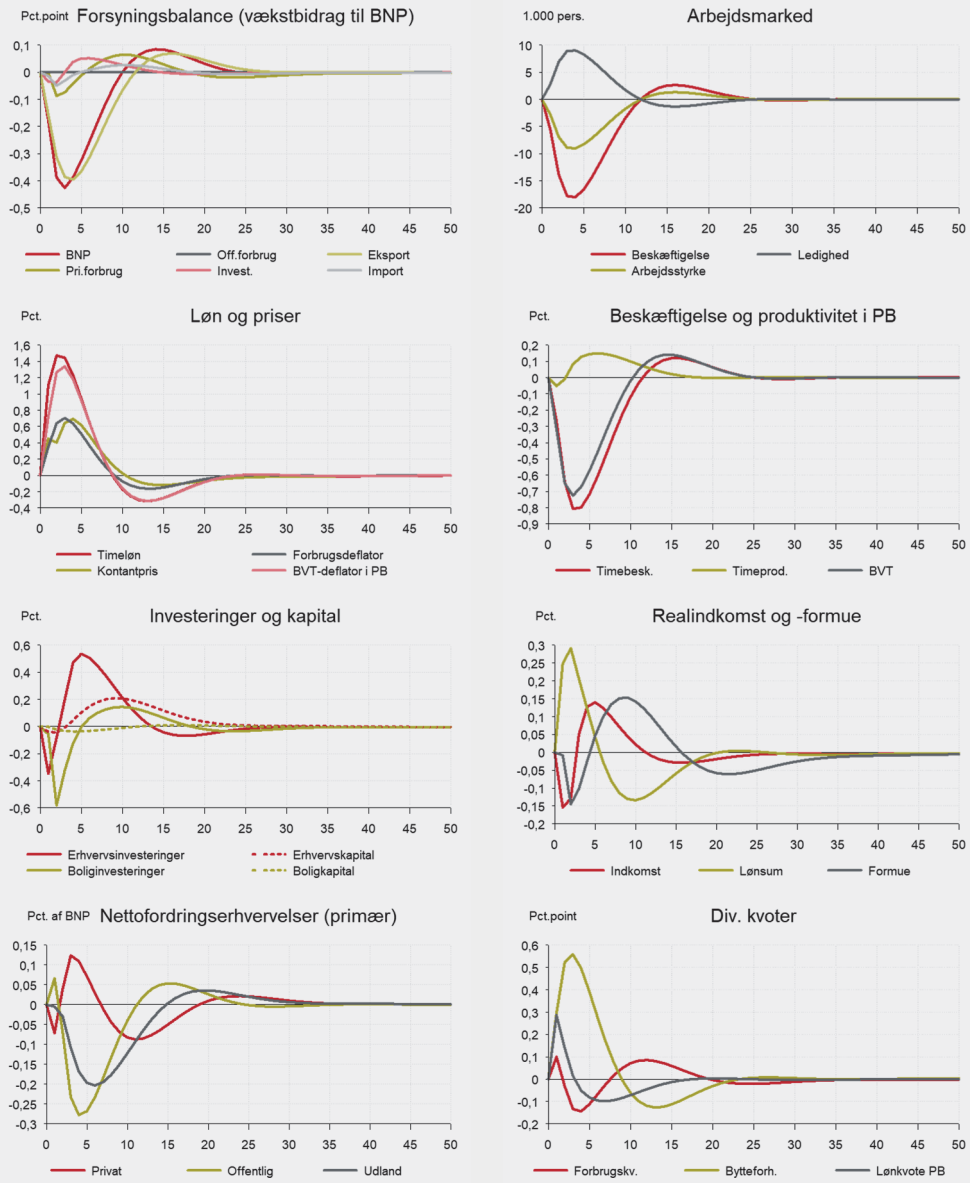 Pct.point Forsyningsbalance (vækstbidrag til BNP)
0,1
0
-0,1
-0,2
-0,3
-0,4
-0,5
0 5 10 15 20 25 30 35 40 45 50
BNP Off.forbrug Eksport
Pri.forbrug Invest. Import
1.000 pers. Arbejdsmarked
10
5
0
-5
-10
-15
-20
0 5 10 15 20 25 30 35 40 45 50
Beskæftigelse Ledighed
Arbejdsstyrke
Pct. Løn og priser
1,6
1,4
1,2
1,0
0,8
0,6
0,4
0,2
0
-0,2
-0,4
0 5 10 15 20 25 30 35 40 45 50
Timeløn Forbrugsdeflator
Kontantpris BVT-deflator i PB
Pct. Beskæftigelse og produktivitet i PB
0,2
0,1
0
-0,1
-0,2
-0,3
-0,4
-0,5
-0,6
-0,7
-0,8
-0,9
0 5 10 15 20 25 30 35 40 45 50
Timebesk. Timeprod. BVT
Pct. Investeringer og kapital
0,6
0,4
0,2
0
-0,2
-0,4
-0,6
0 5 10 15 20 25 30 35 40 45 50
Erhvervsinvesteringer Erhvervskapital
Boliginvesteringer Boligkapital
Pct. Realindkomst og -formue
0,3
0,25
0,2
0,15
0,1
0,05
0
-0,05
-0,1
-0,15
-0,2
0 5 10 15 20 25 30 35 40 45 50
Indkomst Lønsum Formue
Pct. af BNP Nettofordringserhvervelser (primær)
0,15
0,1
0,05
0
-0,05
-0,1
-0,15
-0,2
-0,25
-0,3
0 5 10 15 20 25 30 35 40 45 50
Privat Offentlig Udland
Pct.point Div. kvoter
0,6
0,5
0,4
0,3
0,2
0,1
0
-0,1
-0,2
0 5 10 15 20 25 30 35 40 45 50
Forbrugskv. Bytteforh. Lønkvote PB